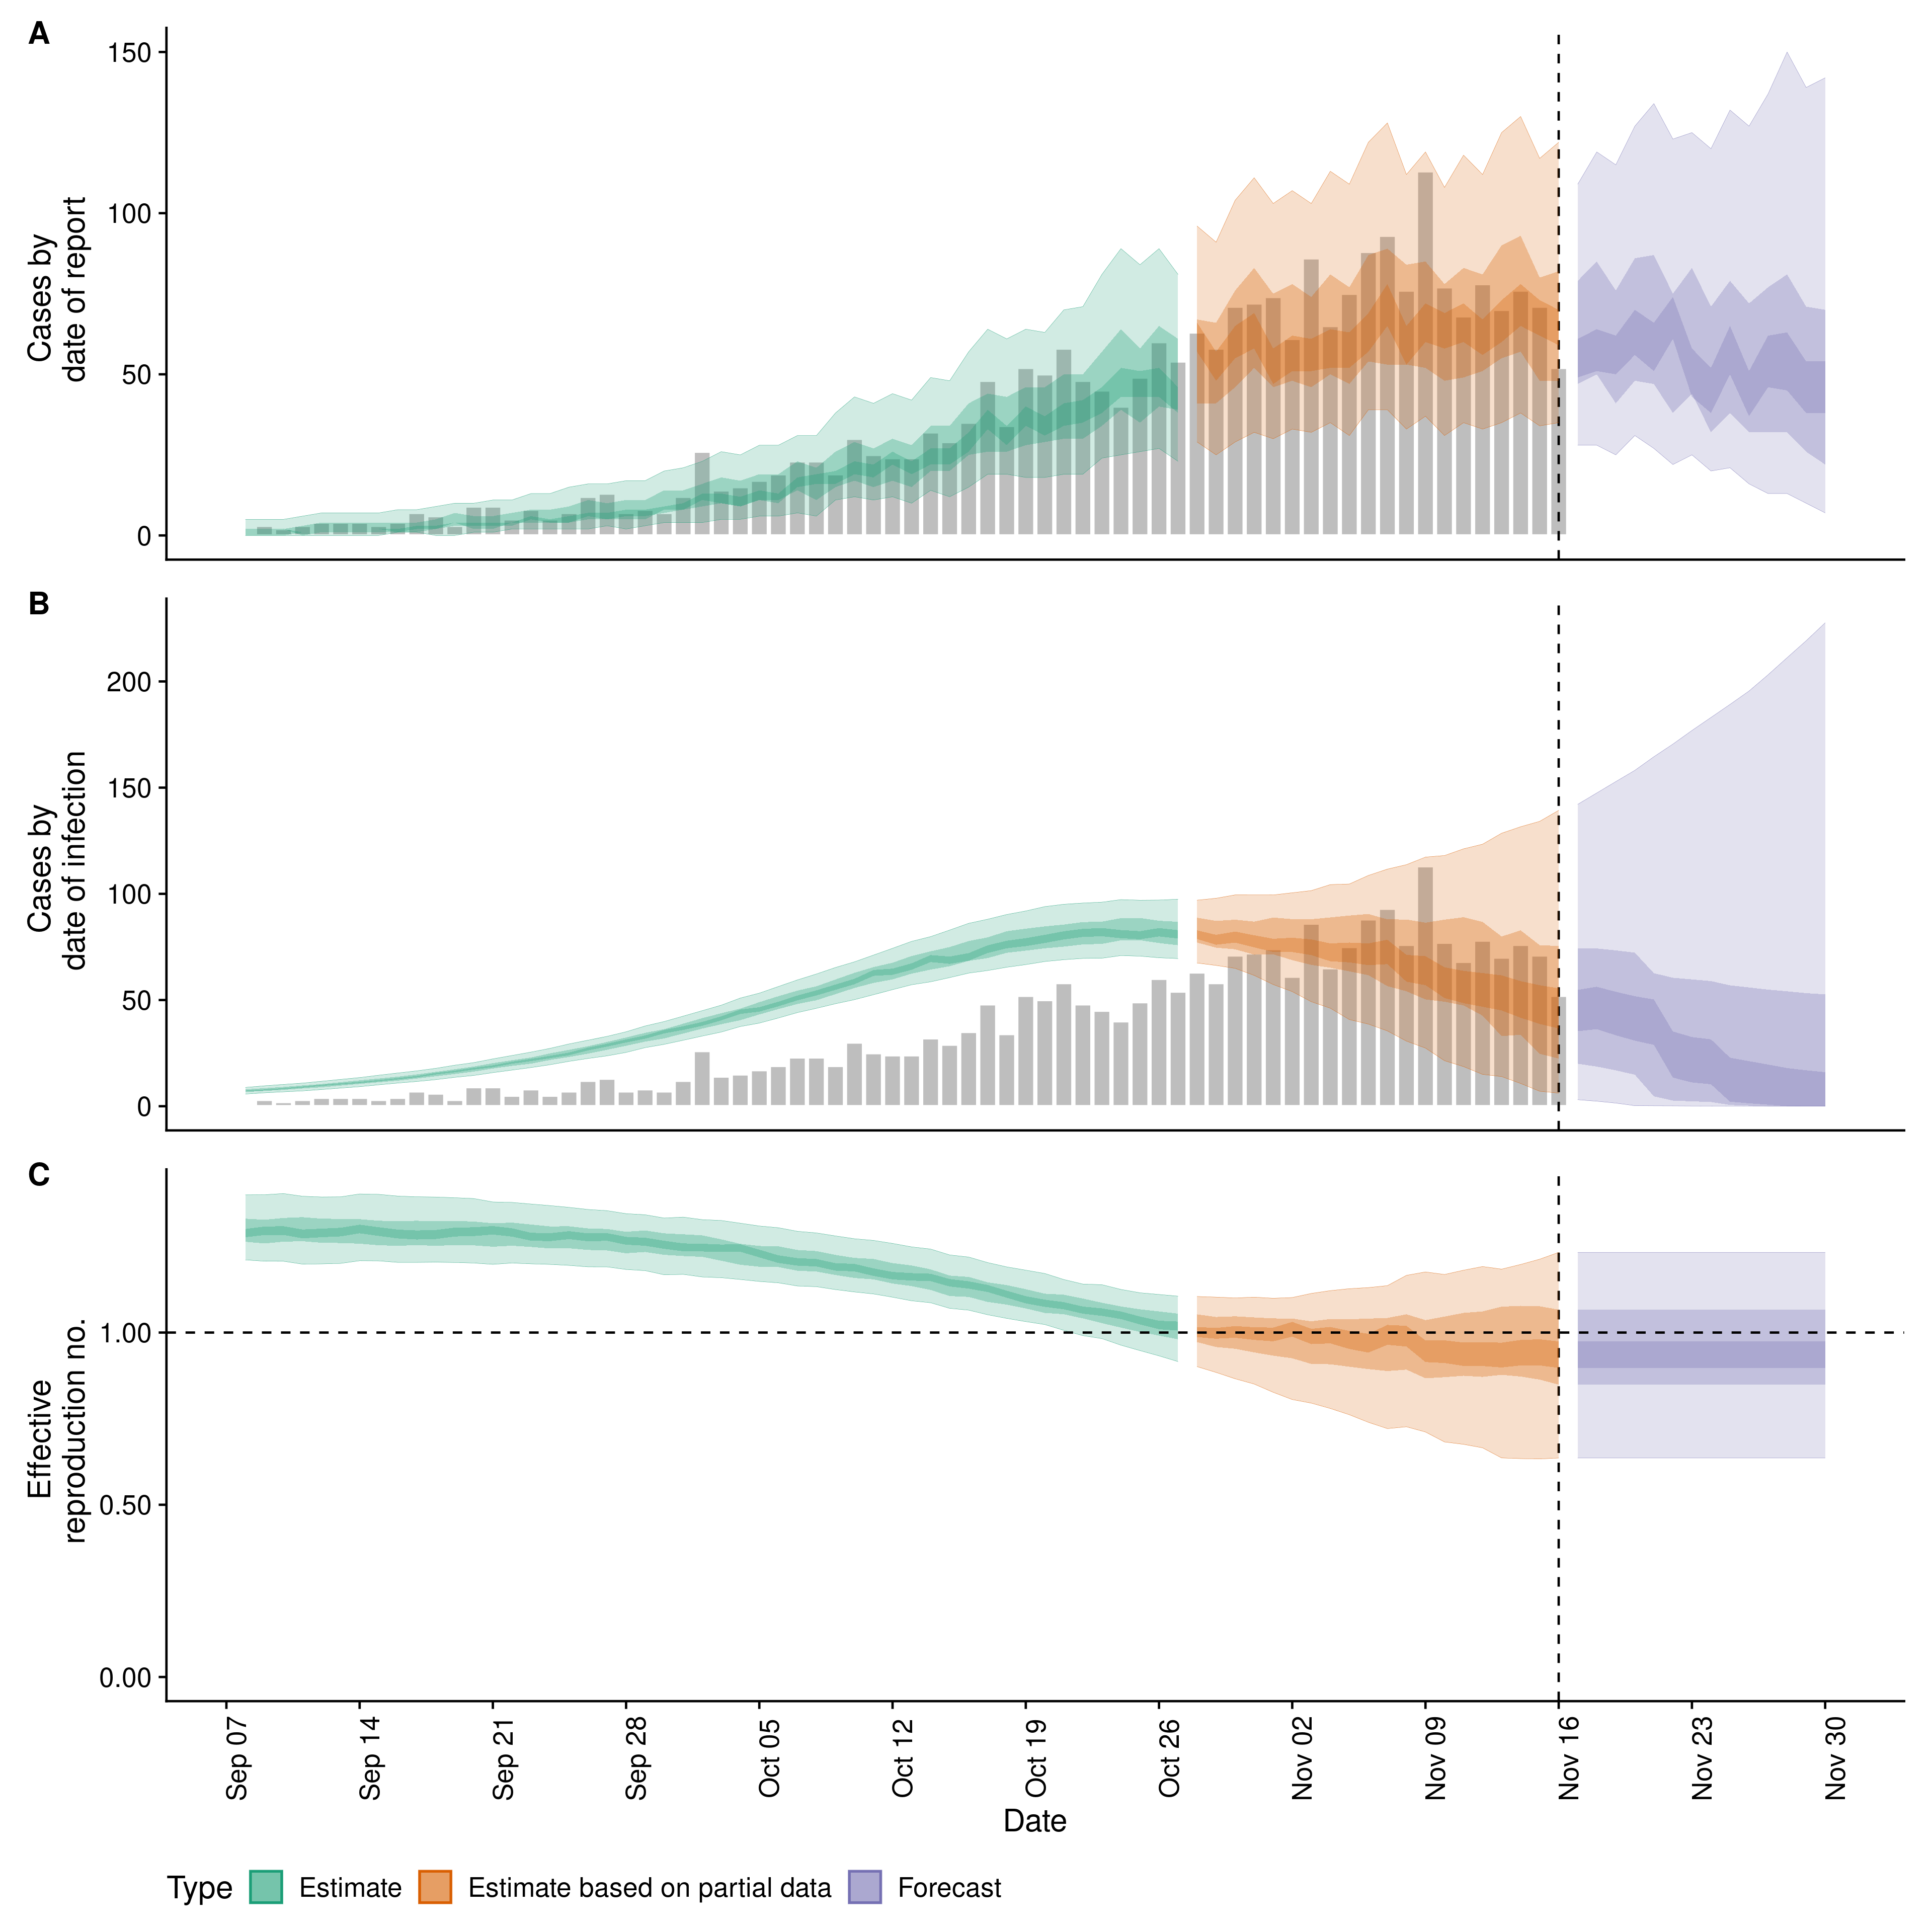 A
150
100
50
0
Cases by
date of report
B
200
150
100
50
0
Cases by
date of infection
C
1.00
0.50
0.00
Effective
reproduction no.
Sep 07
Sep 14
Sep 21
Sep 28
Oct 05
Oct 12
Oct 19
Oct 26
Nov 02
Nov 09
Nov 16
Nov 23
Nov 30
Date
Type Estimate Estimate based on partial data Forecast